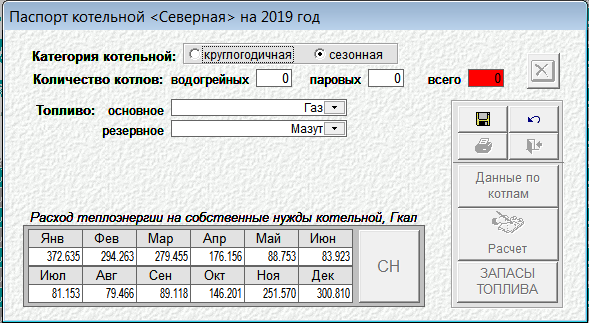 Паспорт котельной <Северная> на 2019 год
Категория котельной: круглогодичная сезонная
Количество котлов: водогрейных 0 паровых 0 всего 0
Топливо: основное Газ
резервное Мазут
Данные по котлам
Расчет
ЗАПАСЫ ТОПЛИВА
Расход теплоэнергии на собственные нужды котельной, Гкал
Янв Фев Мар Апр Май Июн
372.635 294.263 279.455 176.156 88.753 83.923
Июл Авг Сен Окт Ноя Дек
81.153 79.466 89.118 146.201 251.570 300.810
СН